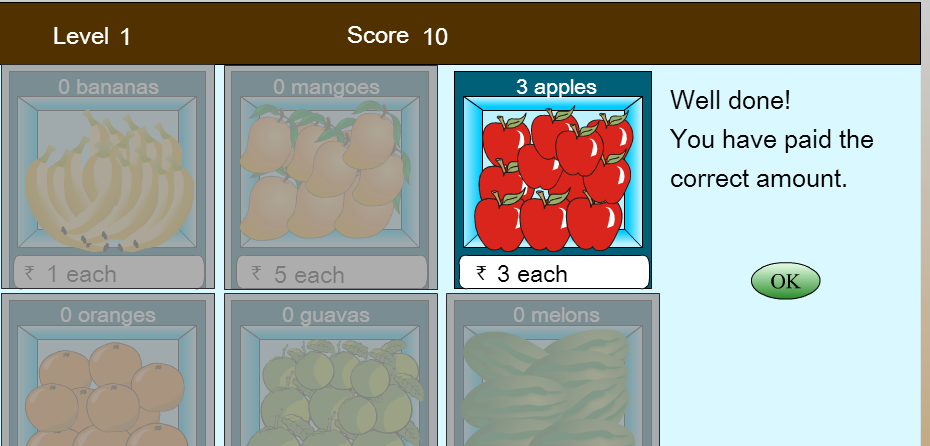 Level 1
Score 10
0 bananas
0 mangoes
3 apples
Well done!
You have paid the
correct amount.
₹ 1 each
₹ 5 each
₹ 3 each
OK
0 oranges
0 guavas
0 melons